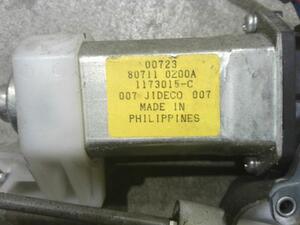 00723
80711 0200A
1173015-C
007 JIDECO 007
MADE IN
PHILIPPINES